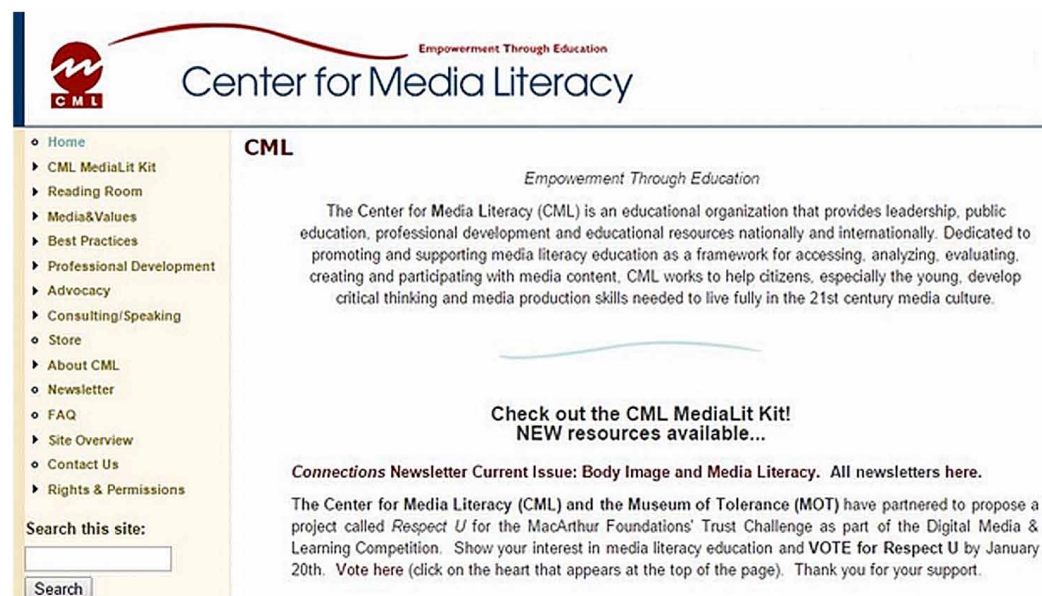 Empowerment Through Education
Center for Media Literacy
CML
Home
CML MediaLit Kit
Reading Room
Media&Values
Best Practices
Professional Development
Advocacy
Consulting/Speaking
Store
About CML
Newsletter
FAQ
Site Overview
Contact Us
Rights & Permissions
Search this site:
Search
CML
Empowerment Through Education
The Center for Media Literacy (CML) is an educational organization that provides leadership, public
education, professional development and educational resources nationally and internationally. Dedicated to
promoting and supporting media literacy education as a framework for accessing, analyzing, evaluating,
creating and participating with media content, CML works to help citizens, especially the young, develop
critical thinking and media production skills needed to live fully in the 21st century media culture.
Check out the CML MediaLit Kit!
NEW resources available...
Connections Newsletter Current Issue: Body Image and Media Literacy. All newsletters here.
The Center for Media Literacy (CML) and the Museum of Tolerance (MOT) have partnered to propose a
project called Respect U for the MacArthur Foundations' Trust Challenge as part of the Digital Media &
Learning Competition. Show your interest in media literacy education and VOTE for Respect U by January
20th. Vote here (click on the heart that appears at the top of the page). Thank you for your support.